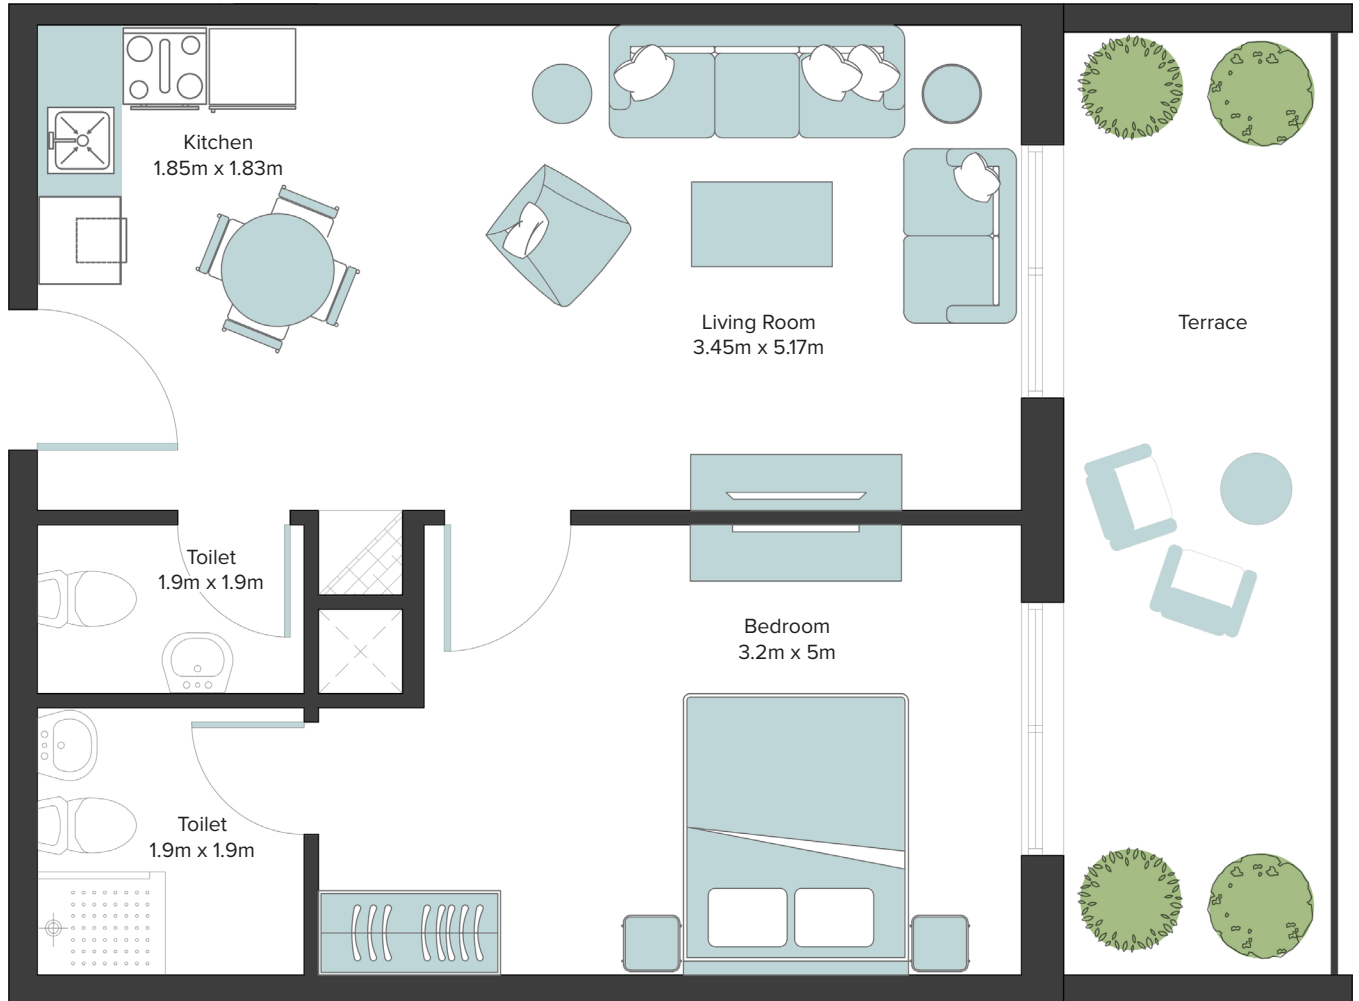 Kitchen
1.85m x 1.83m
Living Room
3.45m x 5.17m
Terrace
Toilet
1.9m x 1.9m
Bedroom
3.2m x 5m
Toilet
1.9m x 1.9m